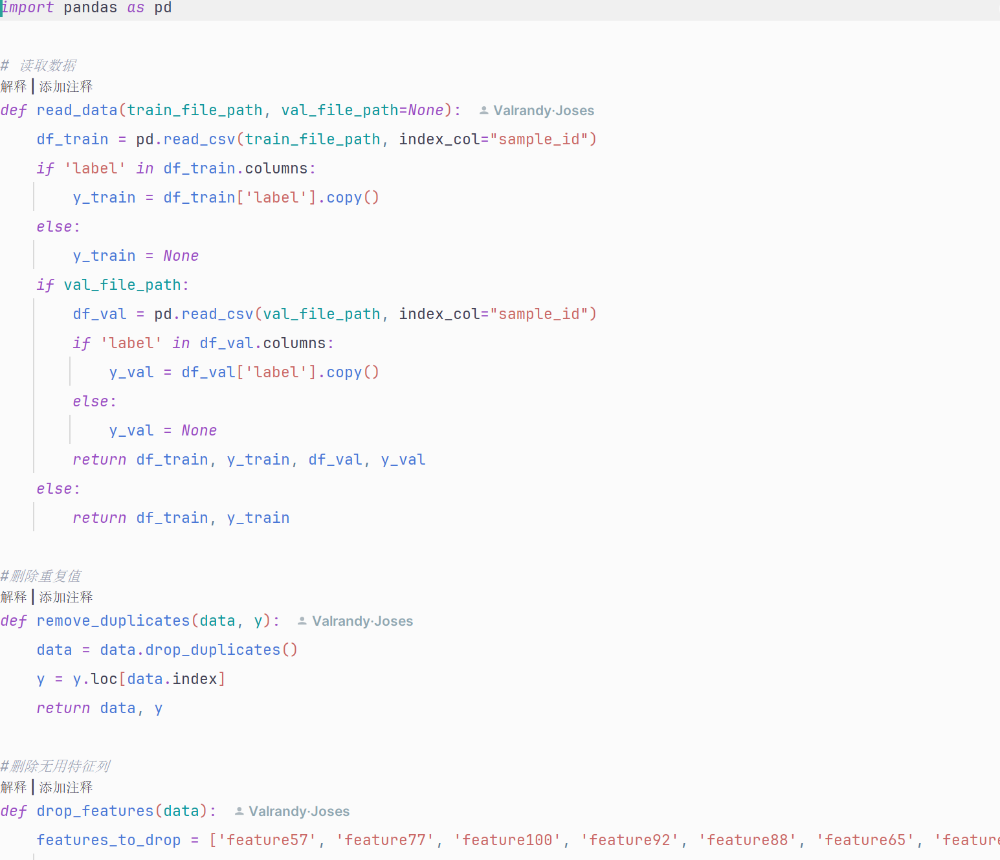 import pandas as pd
# 读取数据
解释 | 添加注释
def read_data(train_file_path, val_file_path=None):  Valrandy·Joses
    df_train = pd.read_csv(train_file_path, index_col="sample_id")
    if 'label' in df_train.columns:
        y_train = df_train['label'].copy()
    else:
        y_train = None
    if val_file_path:
        df_val = pd.read_csv(val_file_path, index_col="sample_id")
        if 'label' in df_val.columns:
            y_val = df_val['label'].copy()
        else:
            y_val = None
        return df_train, y_train, df_val, y_val
    else:
        return df_train, y_train
#删除重复值
解释 | 添加注释
def remove_duplicates(data, y):  Valrandy·Joses
    data = data.drop_duplicates()
    y = y.loc[data.index]
    return data, y
#删除无用特征列
解释 | 添加注释
def drop_features(data):  Valrandy·Joses
    features_to_drop = ['feature57', 'feature77', 'feature100', 'feature92', 'feature88', 'feature65', 'feature